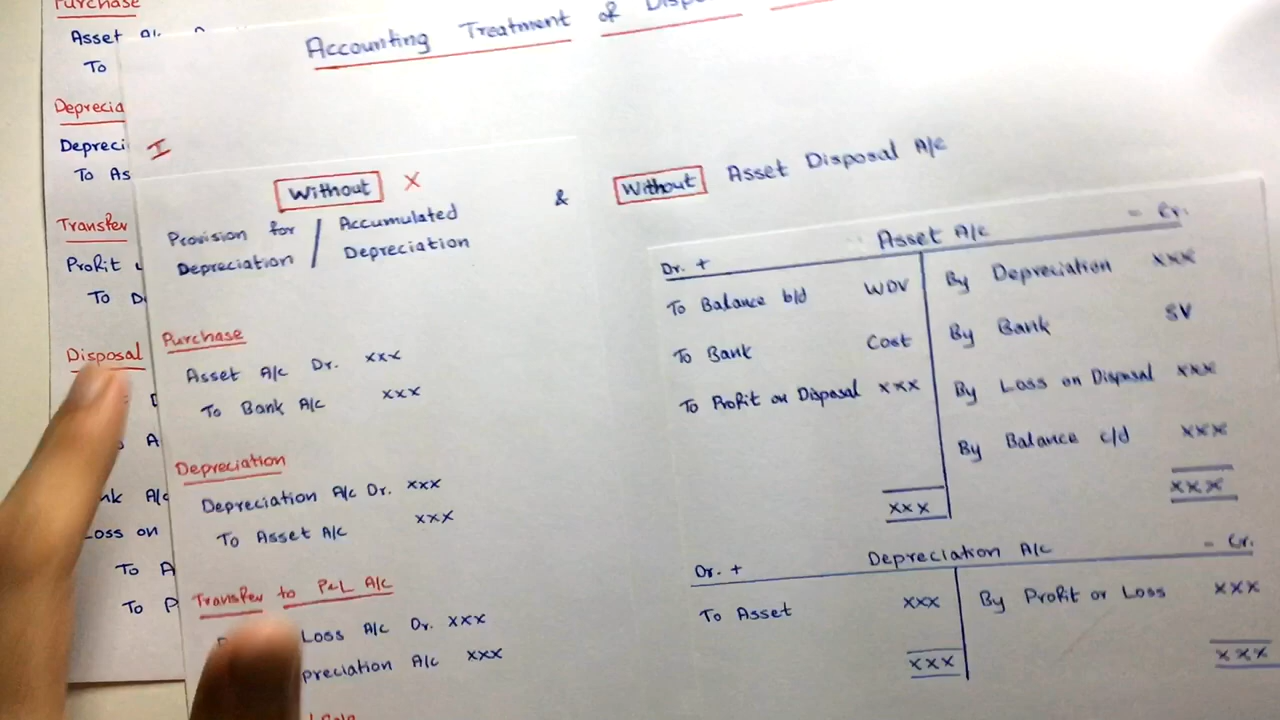 Purchase
Asset A/c
To
Deprecia
Depreci
To As
Transfer
Profit
To D
Disposal
A
nk A/c
Loss on
To A
To P
Accounting Treatment of Disp
I
Without X
Provision for / Accumulated
Depreciation / Depreciation
&
Without Asset Disposal A/c
Purchase
Asset A/c Dr. xxx
To Bank A/c xxx
Depreciation
Depreciation A/c Dr. xxx
To Asset A/c xxx
Transfer to P&L A/c
Loss A/c Dr. xxx
preciation A/c xxx
Dr. + Asset A/c - Cr.
To Balance b/d WDV By Depreciation xxx
To Bank Cost By Bank SV
To Profit on Disposal xxx By Loss on Disposal xxx
By Balance c/d xxx
xxx xxx
Dr. + Depreciation A/c - Cr.
To Asset xxx By Profit or Loss xxx
xxx xxx